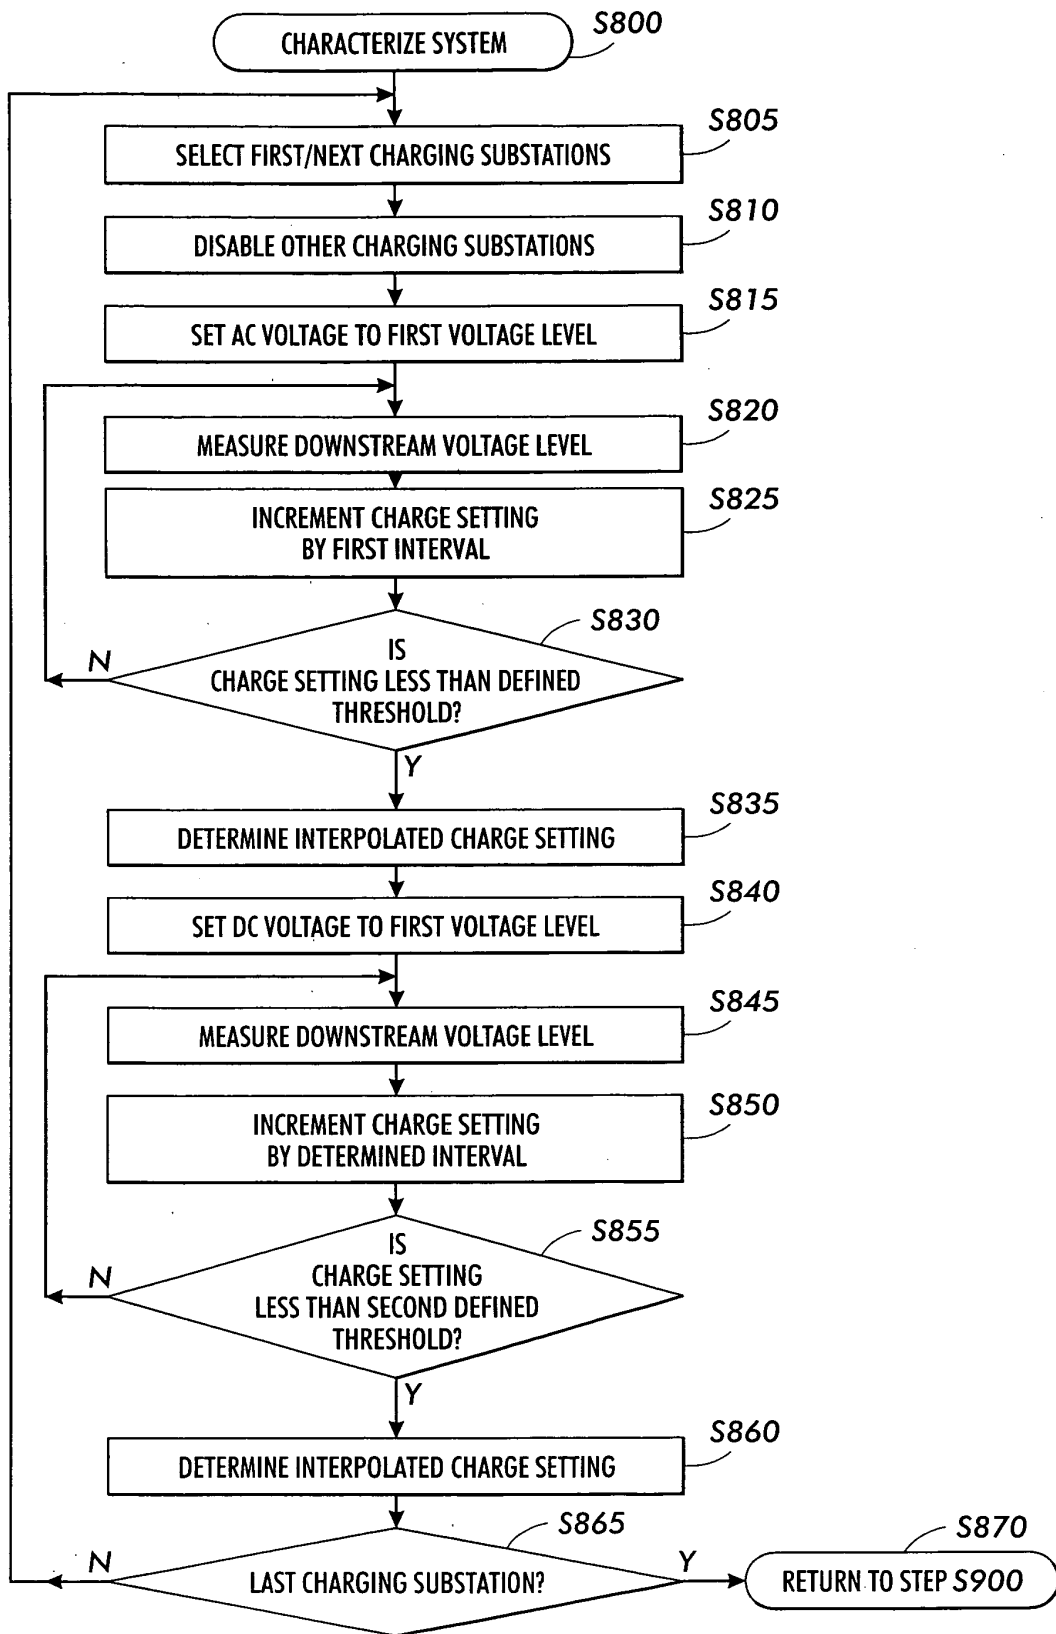 CHARACTERIZE SYSTEM
S800
SELECT FIRST/NEXT CHARGING SUBSTATIONS
S805
DISABLE OTHER CHARGING SUBSTATIONS
S810
SET AC VOLTAGE TO FIRST VOLTAGE LEVEL
S815
MEASURE DOWNSTREAM VOLTAGE LEVEL
S820
INCREMENT CHARGE SETTING
BY FIRST INTERVAL
S825
IS
CHARGE SETTING LESS THAN DEFINED
THRESHOLD?
S830
N
Y
DETERMINE INTERPOLATED CHARGE SETTING
S835
SET DC VOLTAGE TO FIRST VOLTAGE LEVEL
S840
MEASURE DOWNSTREAM VOLTAGE LEVEL
S845
INCREMENT CHARGE SETTING
BY DETERMINED INTERVAL
S850
IS
CHARGE SETTING
LESS THAN SECOND DEFINED
THRESHOLD?
S855
N
Y
DETERMINE INTERPOLATED CHARGE SETTING
S860
LAST CHARGING SUBSTATION?
S865
N
Y
RETURN TO STEP S900
S870